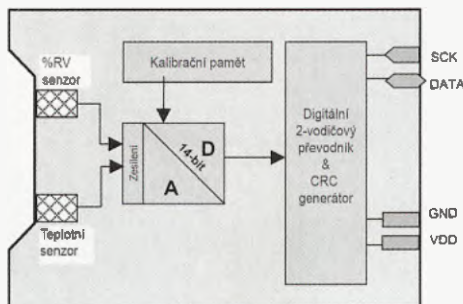 %RV
senzor
Kalibrační paměť
Zesílení
14-bit
D
A
Teplotní
senzor
Digitální
2-vodičový
převodník
&
CRC
generátor
SCK
DATA
GND
VDD